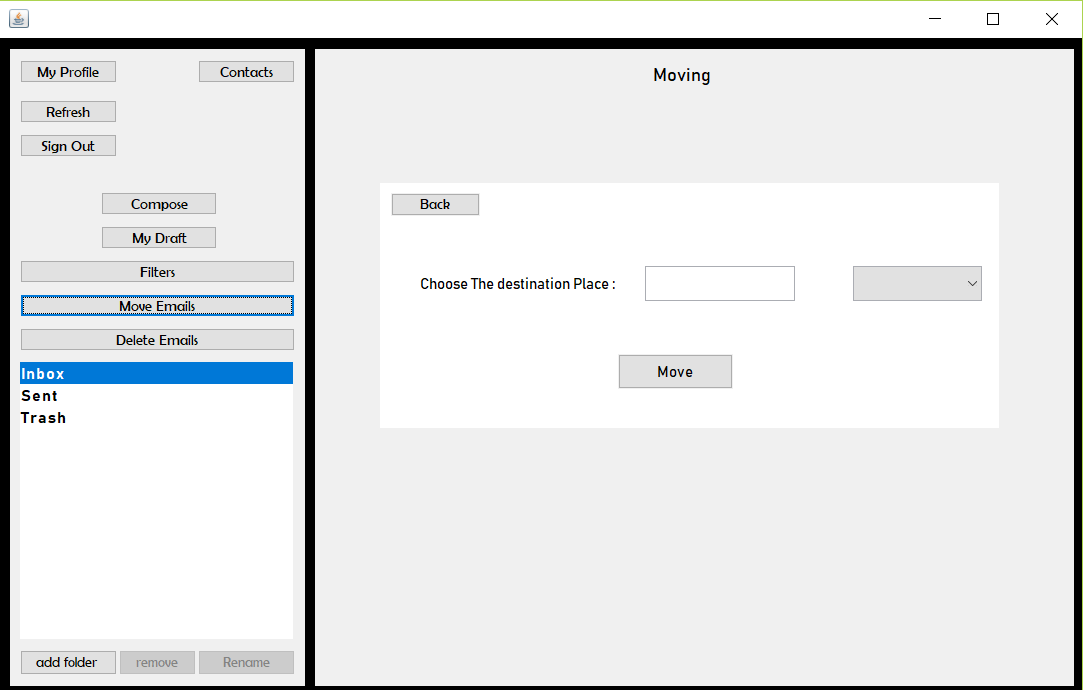 My Profile
Contacts
Refresh
Sign Out
Compose
My Draft
Filters
Move Emails
Delete Emails
Inbox
Sent
Trash
add folder
remove
Rename
Moving
Back
Choose The destination Place :
Move